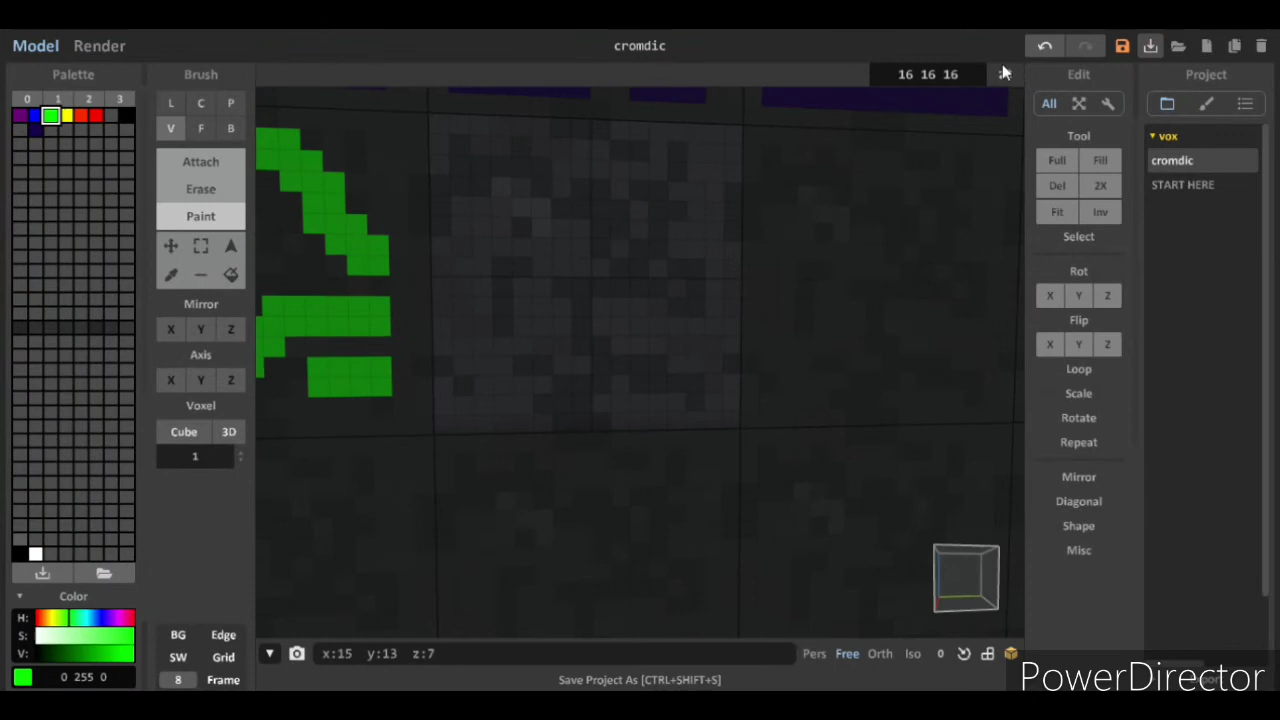 Model Render cromdic
Palette Brush 16 16 16 Edit Project
0 1 2 3
L C P
V F B
All
vox
Attach
Tool
cromdic
Full Fill
START HERE
Erase
Del 2X
Paint
Fit Inv
Select
Rot
X Y Z
Mirror
Flip
X Y Z
X Y Z
Axis
Loop
X Y Z
Scale
Voxel
Rotate
Cube 3D
Repeat
1
Mirror
Diagonal
Shape
Misc
Color
H:
S:
V:
0 255 0
BG Edge
SW Grid
8 Frame
x:15 y:13 z:7
Pers Free Orth Iso 0
Save Project As [CTRL+SHIFT+S]
PowerDirector